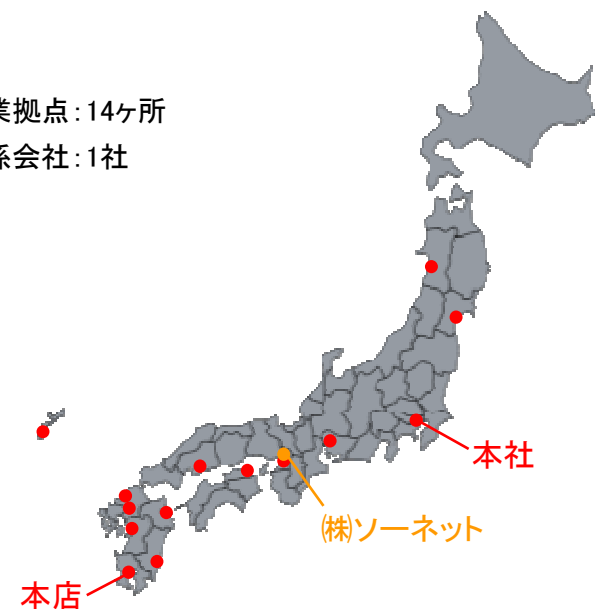 業拠点：14ヶ所
係会社：1社
本社
㈱ソーネット
本店